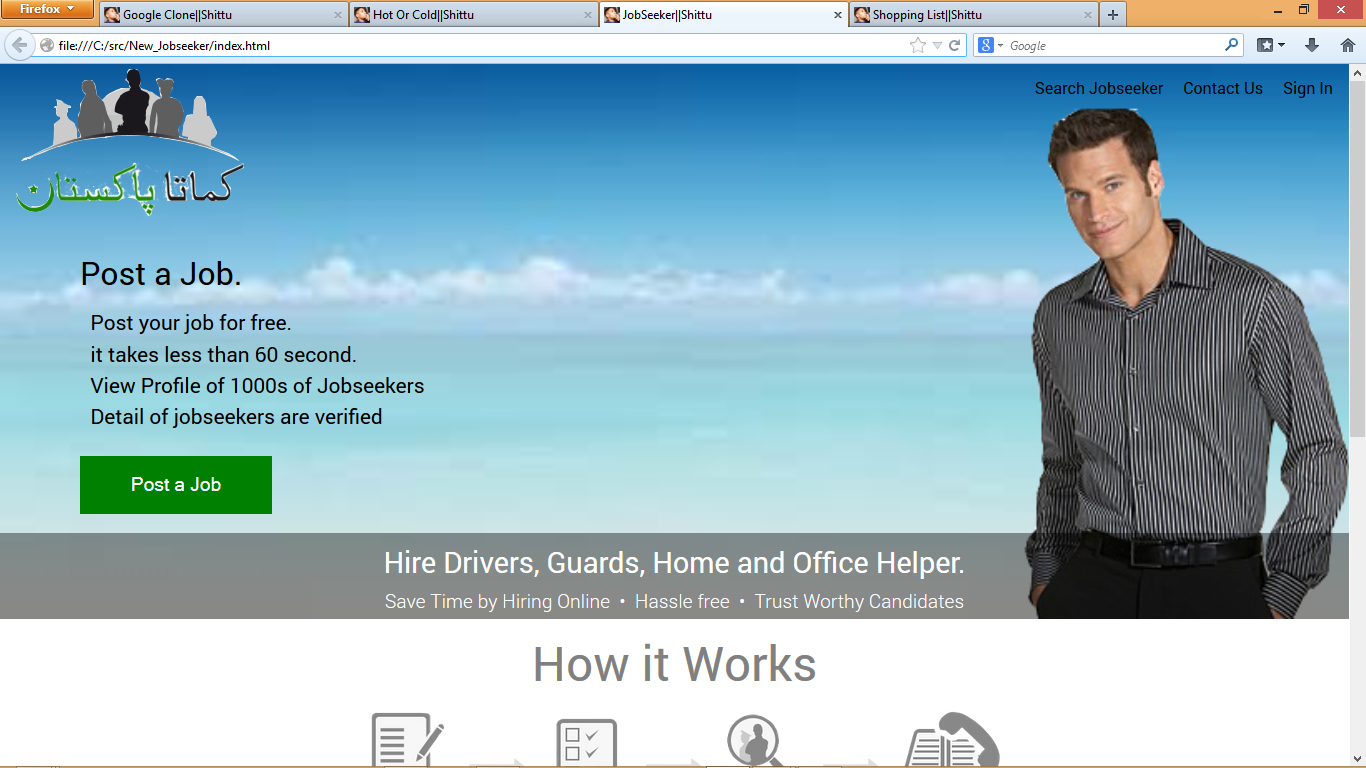 Firefox
Google Clone||Shittu
Hot Or Cold||Shittu
JobSeeker||Shittu
Shopping List||Shittu
file:///C:/src/New_Jobseeker/index.html
Google
Search Jobseeker Contact Us Sign In
کماتا پاکستان
Post a Job.
Post your job for free.
it takes less than 60 second.
View Profile of 1000s of Jobseekers
Detail of jobseekers are verified
Post a Job
Hire Drivers, Guards, Home and Office Helper.
Save Time by Hiring Online • Hassle free • Trust Worthy Candidates
How it Works